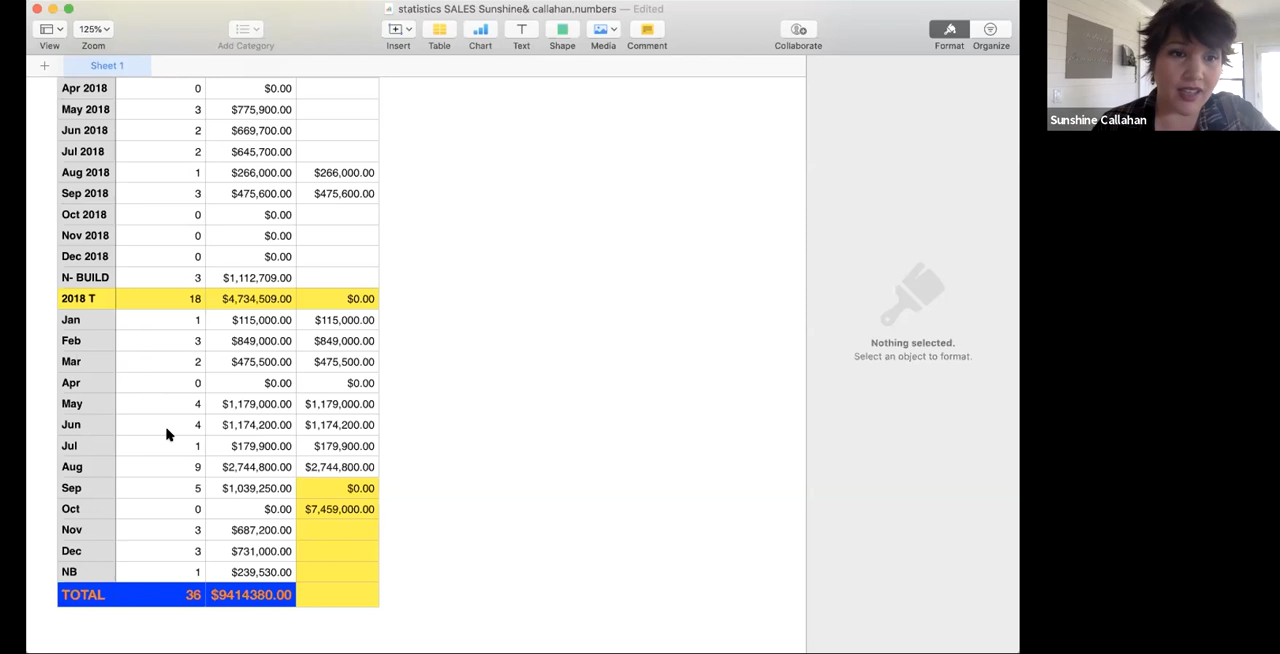 statistics SALES Sunshine& callahan.numbers — Edited
125%
View Zoom Add Category Insert Table Chart Text Shape Media Comment Collaborate Format Organize
Sheet 1
Apr 2018 0 $0.00
May 2018 3 $775,900.00
Jun 2018 2 $669,700.00
Jul 2018 2 $645,700.00
Aug 2018 1 $266,000.00 $266,000.00
Sep 2018 3 $475,600.00 $475,600.00
Oct 2018 0 $0.00
Nov 2018 0 $0.00
Dec 2018 0 $0.00
N- BUILD 3 $1,112,709.00
2018 T 18 $4,734,509.00 $0.00
Jan 1 $115,000.00 $115,000.00
Feb 3 $849,000.00 $849,000.00
Mar 2 $475,500.00 $475,500.00
Apr 0 $0.00 $0.00
May 4 $1,179,000.00 $1,179,000.00
Jun 4 $1,174,200.00 $1,174,200.00
Jul 1 $179,900.00 $179,900.00
Aug 9 $2,744,800.00 $2,744,800.00
Sep 5 $1,039,250.00 $0.00
Oct 0 $0.00 $7,459,000.00
Nov 3 $687,200.00
Dec 3 $731,000.00
NB 1 $239,530.00
TOTAL 36 $9414380.00
Nothing selected.
Select an object to format.
Sunshine Callahan